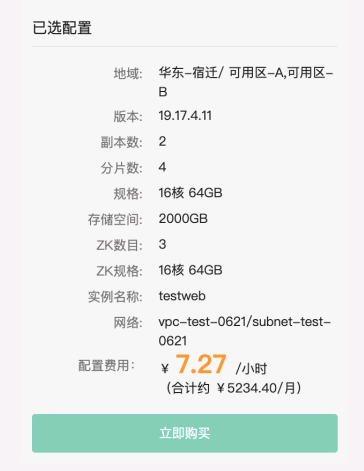 已选配置
地域: 华东-宿迁/ 可用区-A,可用区-
B
版本: 19.17.4.11
副本数: 2
分片数: 4
规格: 16核 64GB
存储空间: 2000GB
ZK数目: 3
ZK规格: 16核 64GB
实例名称: testweb
网络: vpc-test-0621/subnet-test-
0621
配置费用: ¥ 7.27 /小时
(合计约 ¥5234.40/月)
立即购买